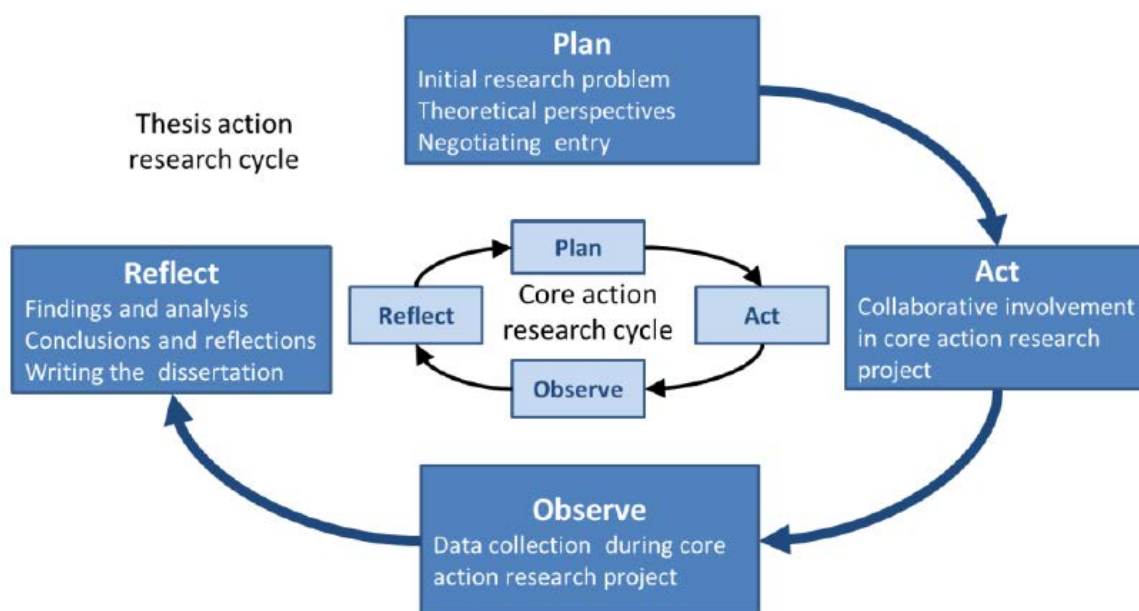 Plan
Initial research problem
Theoretical perspectives
Negotiating entry
Thesis action
research cycle
Reflect
Findings and analysis
Conclusions and reflections
Writing the dissertation
Plan
Reflect
Core action
research cycle
Act
Observe
Act
Collaborative involvement
in core action research
project
Observe
Data collection during core
action research project